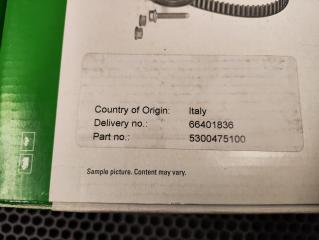 Country of Origin: Italy
Delivery no.: 66401836
Part no.: 5300475100
Sample picture. Content may vary.